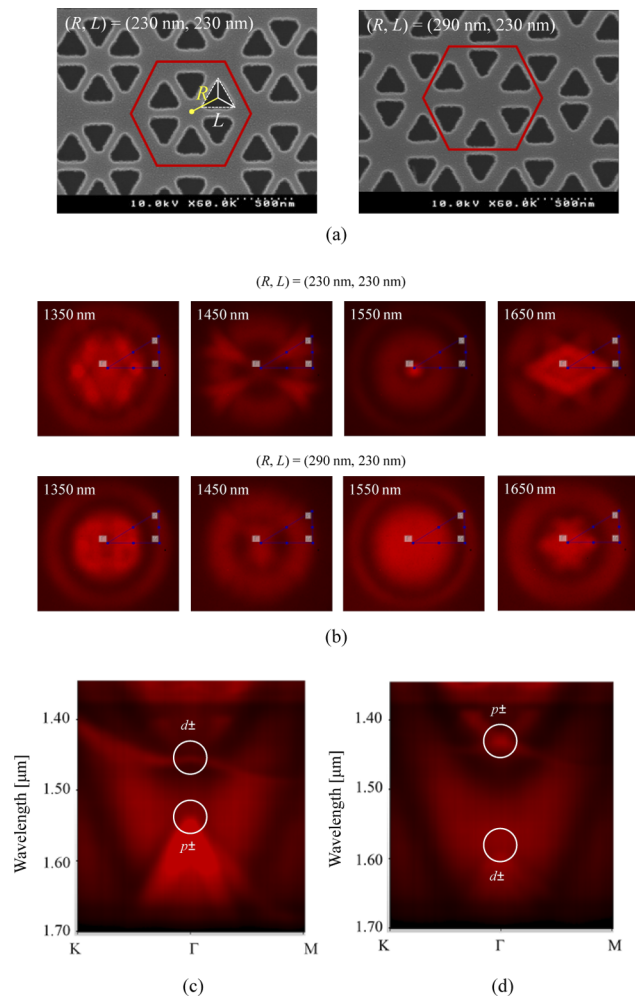 (R, L) = (230 nm, 230 nm)
R
L
10.0kV X60.0K 500nm
(R, L) = (290 nm, 230 nm)
10.0kV X60.0K 500nm
(a)
(R, L) = (230 nm, 230 nm)
1350 nm
1450 nm
1550 nm
1650 nm
(R, L) = (290 nm, 230 nm)
1350 nm
1450 nm
1550 nm
1650 nm
(b)
Wavelength [μm]
1.40
1.50
1.60
1.70
d±
p±
K
Γ
M
(c)
Wavelength [μm]
1.40
1.50
1.60
1.70
p±
d±
K
Γ
M
(d)